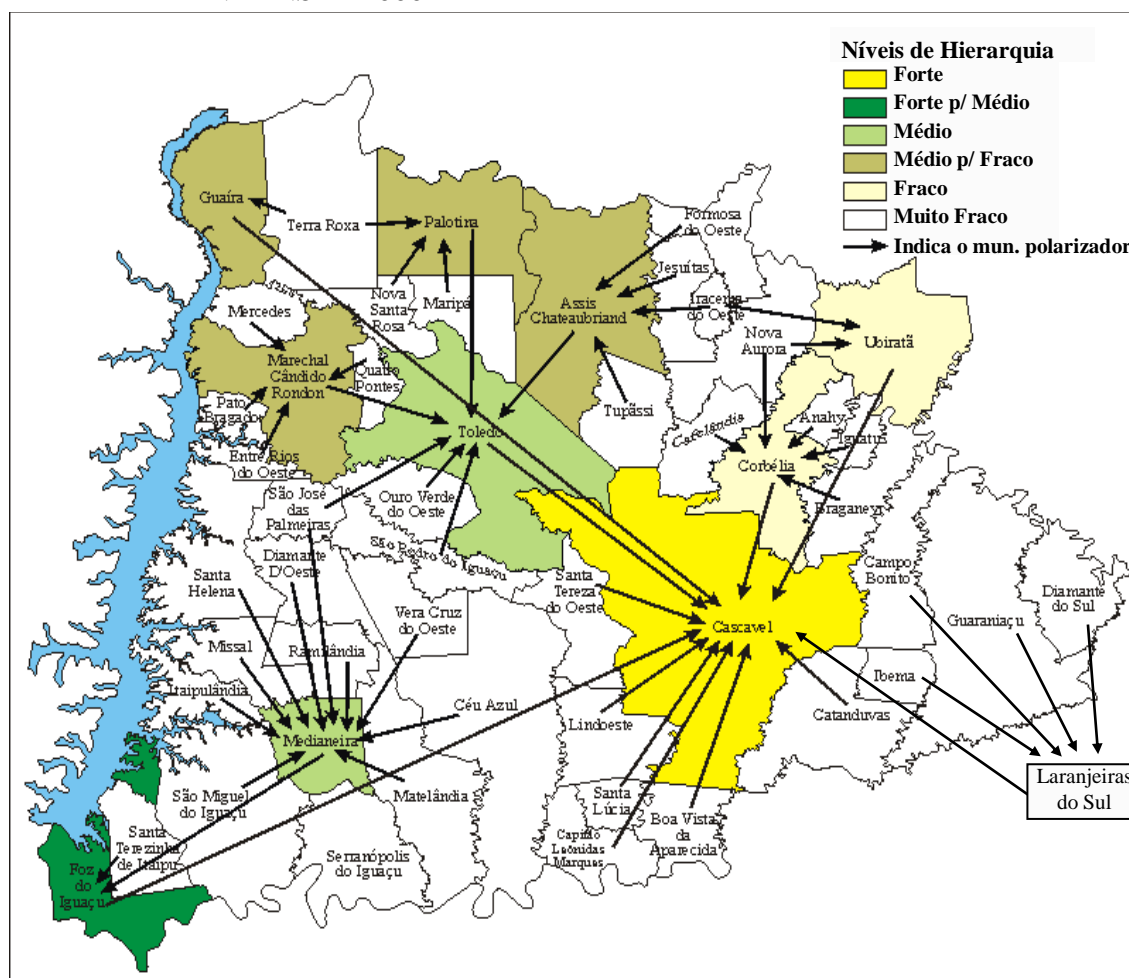 Níveis de Hierarquia
Forte
Forte p/ Médio
Médio
Médio p/ Fraco
Fraco
Muito Fraco
Indica o mun. polarizador
Guaíra
Terra Roxa
Palotina
Formosa
do Oeste
Jesuítas
Nova
Santa
Rosa
Maripá
Assis
Chateaubriand
Iracema
do Oeste
Mercedes
Nova
Aurora
Ubiratã
Marechal
Cândido
Rondon
Quatro
Pontes
Pato
Bragado
Tupãssi
Cafelândia
Anahy
Iguatu
Toledo
Entre Rios
do Oeste
Corbélia
São José
das
Palmeiras
Ouro Verde
do Oeste
Braganey
São Pedro do Iguaçu
Diamante
D'Oeste
Santa
Helena
Santa
Tereza
do Oeste
Campo
Bonito
Diamante
do Sul
Vera Cruz
do Oeste
Cascavel
Guaraniaçu
Missal
Ramilândia
Ibema
Itaipulândia
Céu Azul
Lindoeste
Catanduvas
Medianeira
Laranjeiras
do Sul
São Miguel
do Iguaçu
Matelândia
Santa
Lúcia
Boa Vista
da
Aparecida
Santa
Terezinha
de Itaipu
Capitão
Leônidas
Marques
Foz
do
Iguaçu
Serranópolis
do Iguaçu